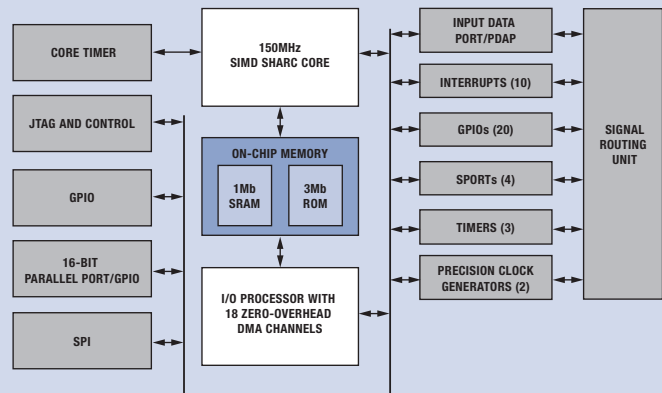 CORE TIMER
JTAG AND CONTROL
GPIO
16-BIT
PARALLEL PORT/GPIO
SPI
150MHz
SIMD SHARC CORE
ON-CHIP MEMORY
1Mb
SRAM
3Mb
ROM
I/O PROCESSOR WITH
18 ZERO-OVERHEAD
DMA CHANNELS
INPUT DATA
PORT/PDAP
INTERRUPTS (10)
GPIOs (20)
SPORTs (4)
TIMERS (3)
PRECISION CLOCK
GENERATORS (2)
SIGNAL
ROUTING
UNIT